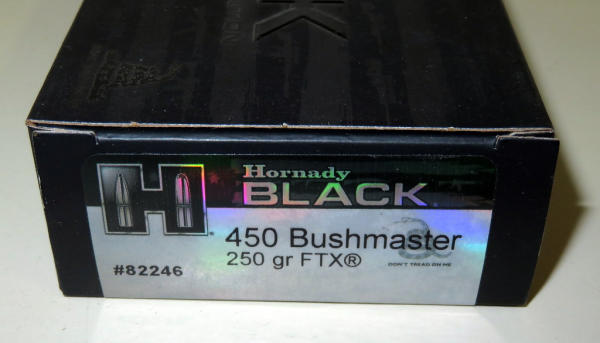 Hornady
BLACK
H
450 Bushmaster
250 gr FTX®
#82246
DON'T TREAD ON ME